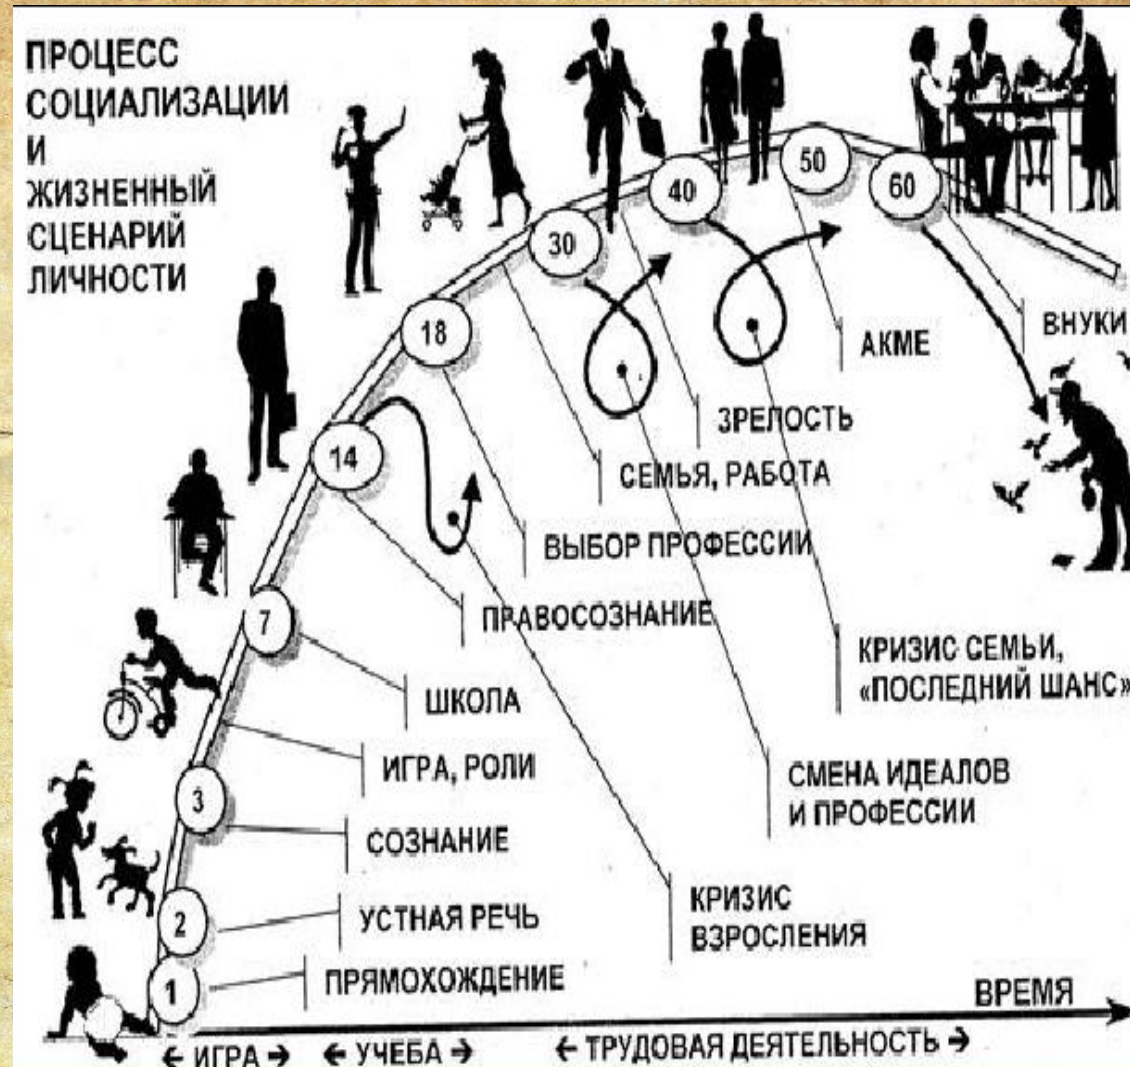 ПРОЦЕСС
СОЦИАЛИЗАЦИИ
И
ЖИЗНЕННЫЙ
СЦЕНАРИЙ
ЛИЧНОСТИ
50
40
60
30
18
14
7
3
2
1
ВНУКИ
АКМЕ
ЗРЕЛОСТЬ
СЕМЬЯ, РАБОТА
ВЫБОР ПРОФЕССИИ
ПРАВОСОЗНАНИЕ
КРИЗИС СЕМЬИ,
«ПОСЛЕДНИЙ ШАНС»
ШКОЛА
ИГРА, РОЛИ
СМЕНА ИДЕАЛОВ
И ПРОФЕССИИ
СОЗНАНИЕ
КРИЗИС
ВЗРОСЛЕНИЯ
УСТНАЯ РЕЧЬ
ПРЯМОХОЖДЕНИЕ
ВРЕМЯ
← ИГРА → ← УЧЕБА → ← ТРУДОВАЯ ДЕЯТЕЛЬНОСТЬ →